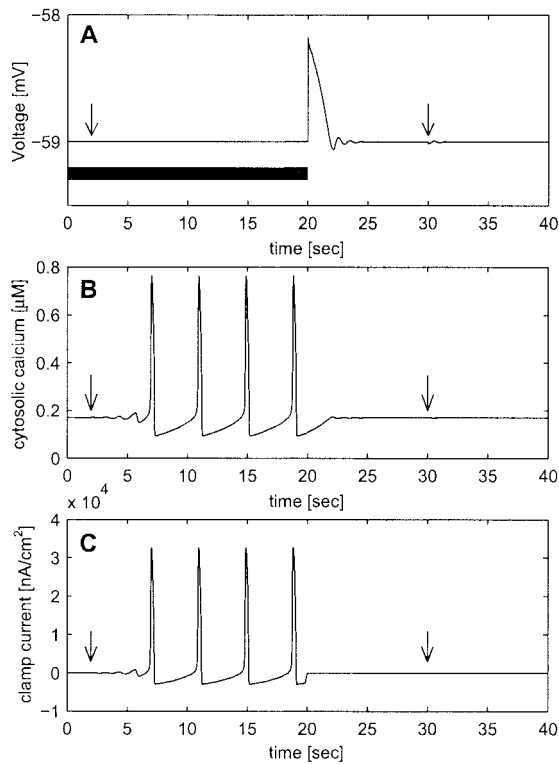 -58
A
Voltage [mV]
-59
0 5 10 15 20 25 30 35 40
time [sec]
0.8
B
cytosolic calcium [µM]
0.6
0.4
0.2
0
0 5 10 15 20 25 30 35 40
time [sec]
x 10^4
4
C
clamp current [nA/cm²]
3
2
1
0
-1
0 5 10 15 20 25 30 35 40
time [sec]